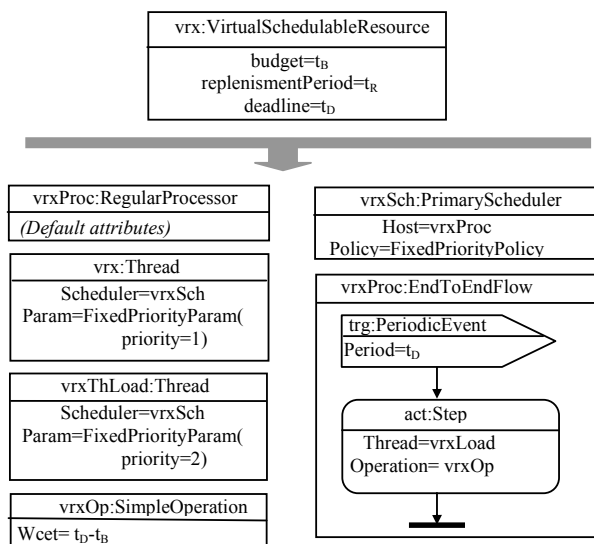 vrx:VirtualSchedulableResource
budget=tB
replenismentPeriod=tR
deadline=tD
vrxProc:RegularProcessor
(Default attributes)
vrx:Thread
Scheduler=vrxSch
Param=FixedPriorityParam(
priority=1)
vrxThLoad:Thread
Scheduler=vrxSch
Param=FixedPriorityParam(
priority=2)
vrxOp:SimpleOperation
Wcet= tD-tB
vrxSch:PrimaryScheduler
Host=vrxProc
Policy=FixedPriorityPolicy
vrxProc:EndToEndFlow
trg:PeriodicEvent
Period=tD
act:Step
Thread=vrxLoad
Operation= vrxOp